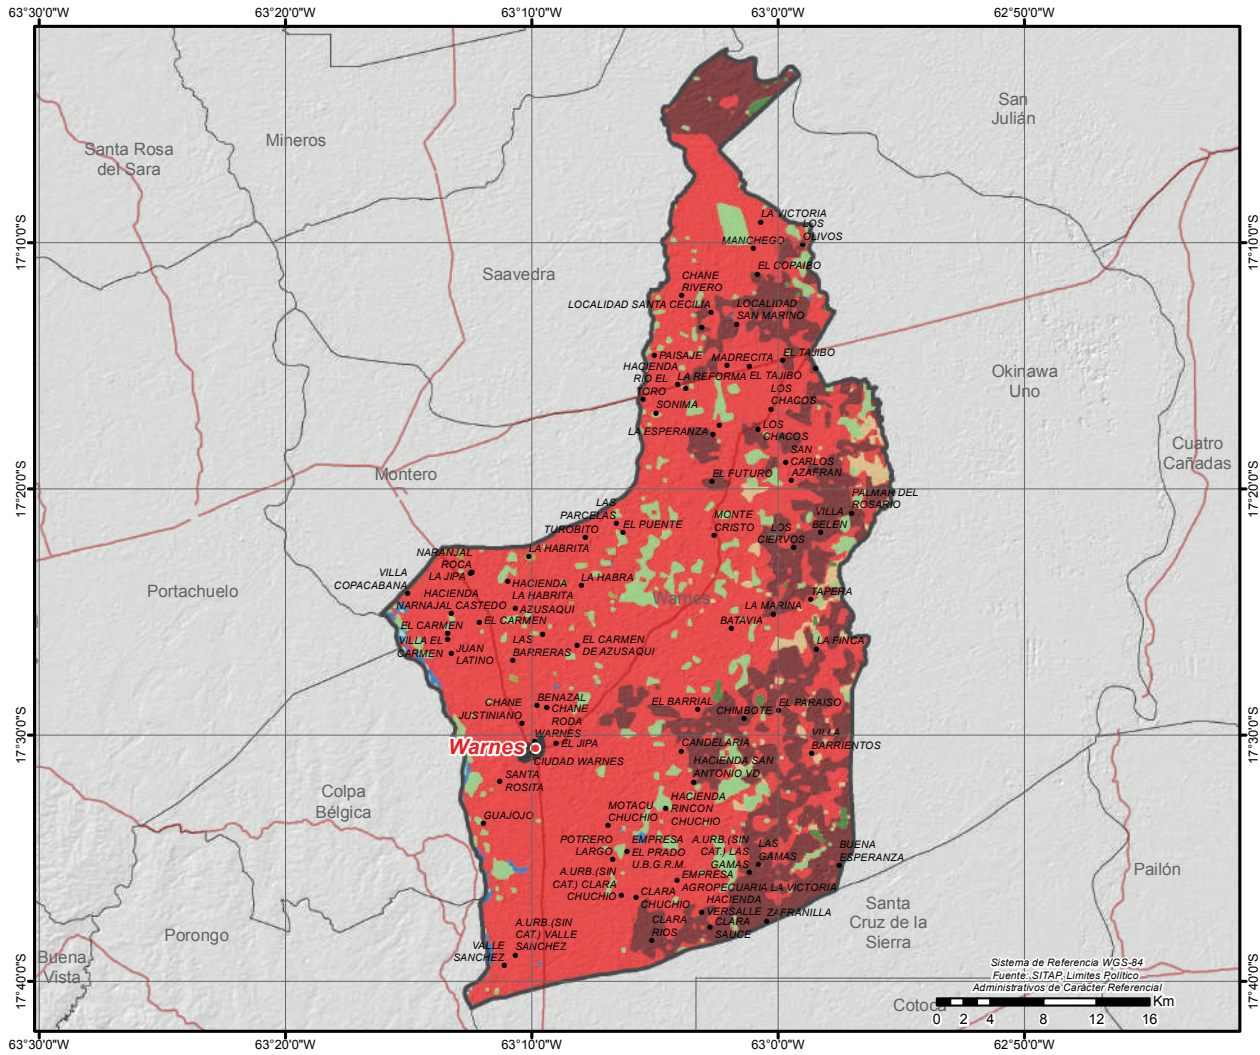 63°30'0"W
63°20'0"W
63°10'0"W
63°0'0"W
62°50'0"W
San
Julián
Mineros
Santa Rosa
del Sara
LA VICTORIA
LOS
OLIVOS
17°10'0"S
17°10'0"S
MANCHEGO
EL COPAIBO
Saavedra
CHANE
RIVERO
LOCALIDAD SANTA CECILIA
LOCALIDAD
SAN MARINO
PAISAJE
MADRECITA
EL TAJIBO
HACIENDA
RIO EL
TORO
LA REFORMA
EL TAJIBO
Okinawa
Uno
LOS
CHACOS
SONIMA
LA ESPERANZA
LOS
CHACOS
Cuatro
Cañadas
SAN
CARLOS
AZAFRAN
Montero
EL FUTURO
17°20'0"S
17°20'0"S
PALMAR DEL
ROSARIO
LAS
PARCELAS
TUROBITO
EL PUENTE
MONTE
CRISTO
VILLA
BELEN
LOS
CIERVOS
LA HABRITA
NARANJAL
ROCA
LA JIPA
VILLA
COPACABANA
HACIENDA
LA HABRITA
LA HABRA
Portachuelo
HACIENDA
NARNAJAL CASTEDO
AZUSAQUI
Warnes
TAPERA
LA MARINA
EL CARMEN
EL CARMEN
BATAVIA
VILLA EL
CARMEN
JUAN
LATINO
LAS
BARRERAS
EL CARMEN
DE AZUSAQUI
LA FINCA
CHANE
JUSTINIANO
BENAZAL
CHANE
RODA
EL BARRIAL
CHIMBOTE
EL PARAISO
17°30'0"S
17°30'0"S
Warnes
WARNES
EL JIPA
CIUDAD WARNES
CANDELARIA
VILLA
BARRIENTOS
HACIENDA SAN
ANTONIO VD
SANTA
ROSITA
Colpa
Bélgica
HACIENDA
RINCON
CHUCHIO
MOTACU
CHUCHIO
GUAJOJO
POTRERO
LARGO
EMPRESA
EL PRADO
U.B.G.R.M.
A.URB.(SIN
CAT.) LAS
GAMAS
LAS
GAMAS
BUENA
ESPERANZA
Pailón
A.URB.(SIN
CAT.) CLARA
CHUCHIO
EMPRESA
AGROPECUARIA LA VICTORIA
CLARA
CHUCHIO
HACIENDA
VERSALLE
ZAFRANILLA
Santa
Cruz de la
Sierra
CLARA
RIOS
CLARA
SAUCE
Porongo
A.URB.(SIN
CAT.) VALLE
SANCHEZ
VALLE
SANCHEZ
Buena
Vista
17°40'0"S
17°40'0"S
Sistema de Referencia WGS-84
Fuente: SITAP, Limites Político
Administrativos de Carácter Referencial
Cotoca
Km
0 2 4 8 12 16
63°30'0"W
63°20'0"W
63°10'0"W
63°0'0"W
62°50'0"W